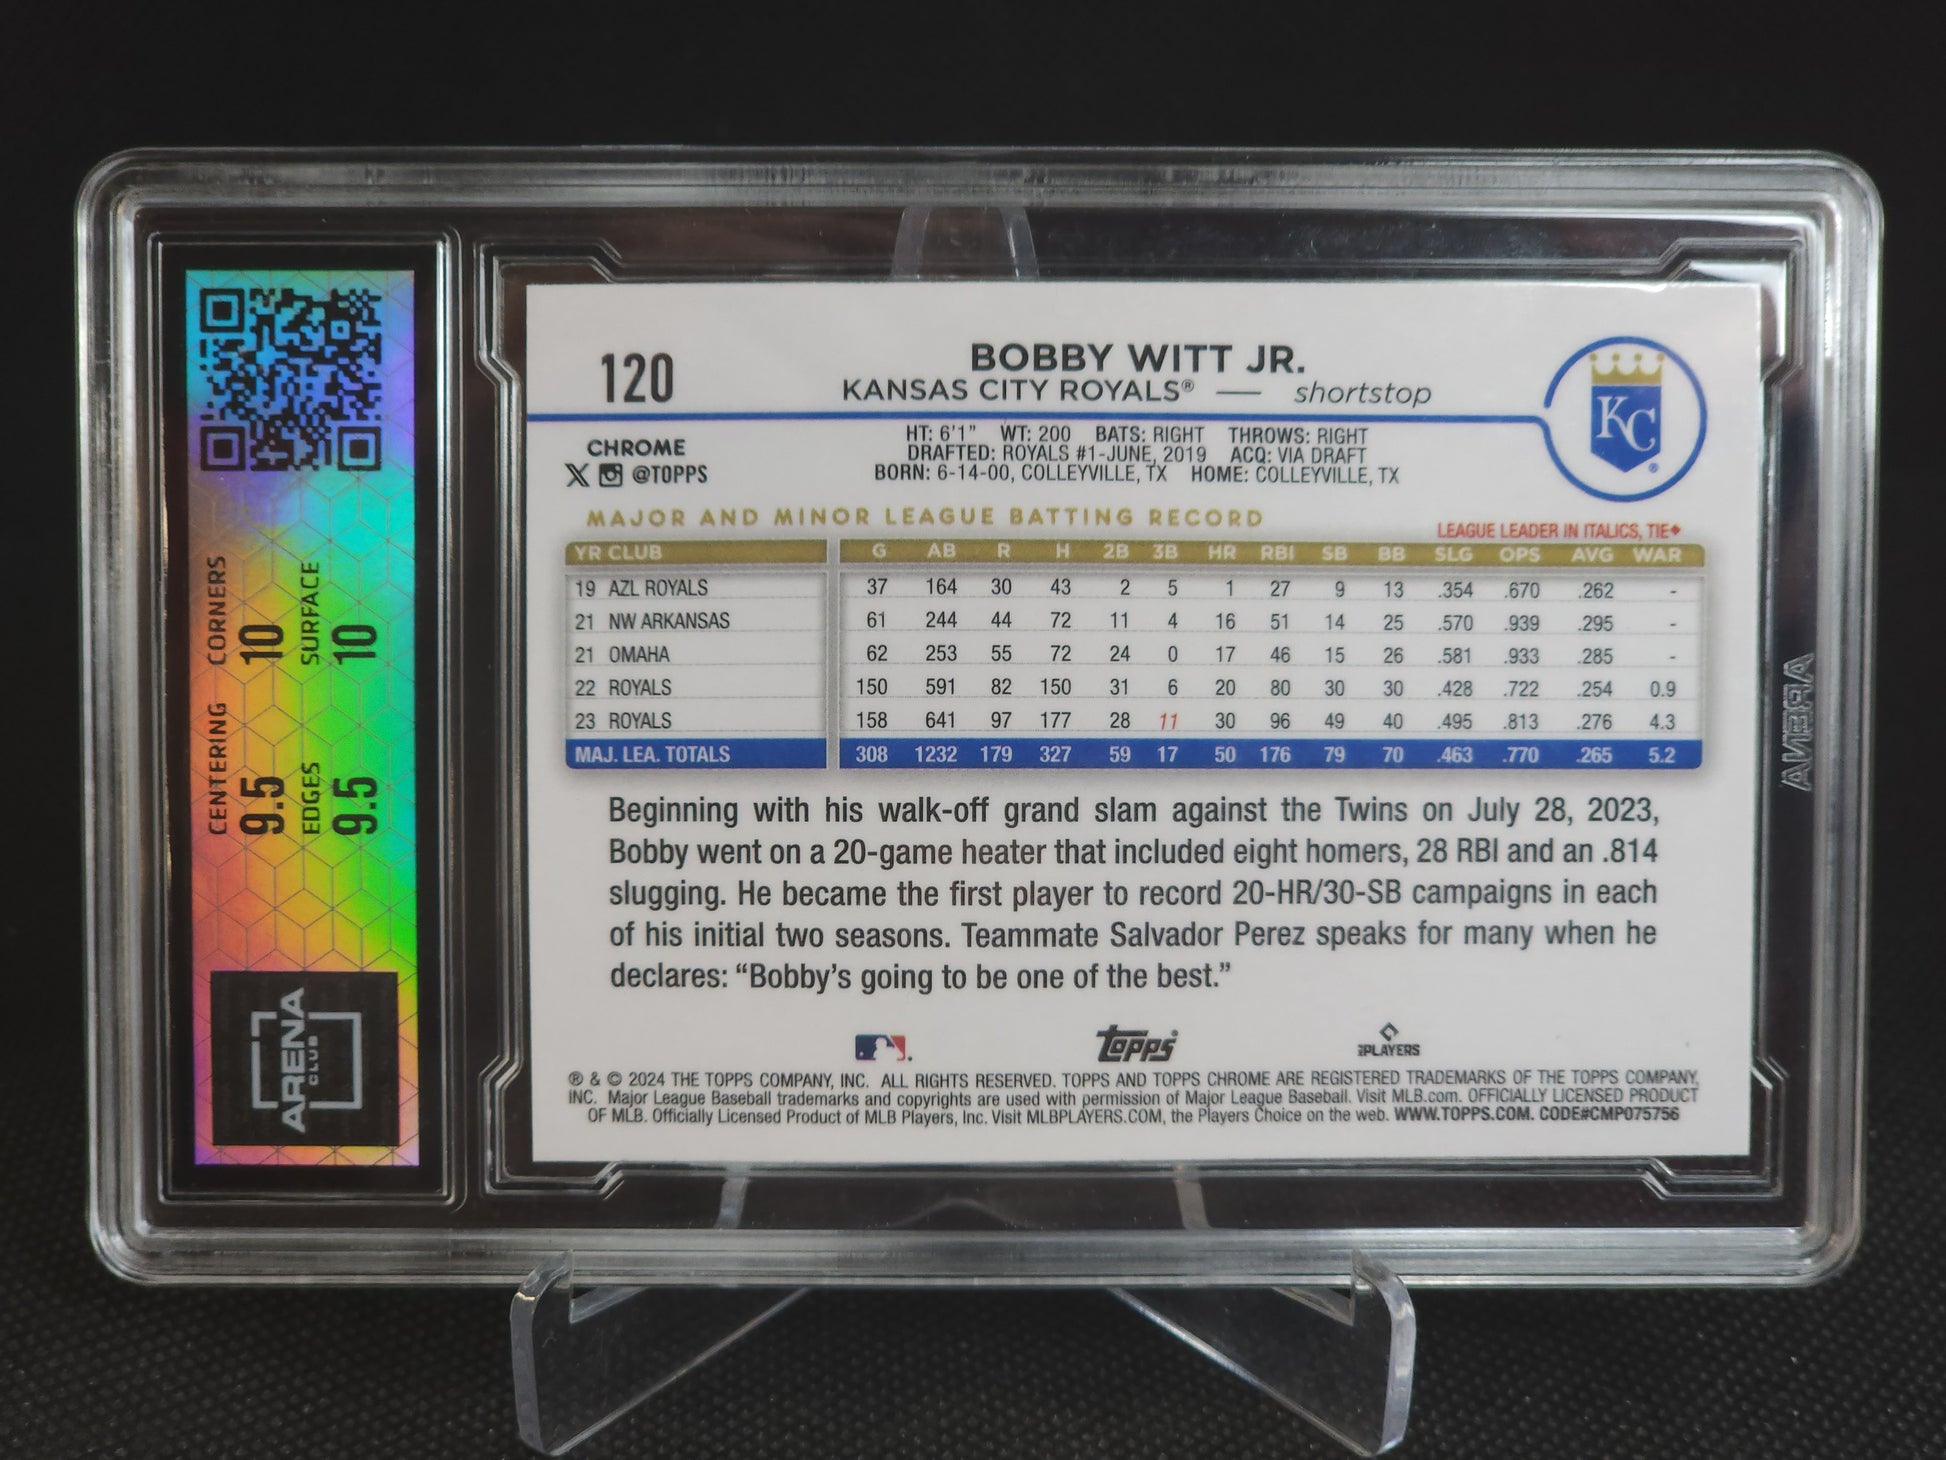 CENTERING CORNERS
9.5 10
EDGES SURFACE
9.5 10
ARENA
CLUB
120
BOBBY WITT JR.
KANSAS CITY ROYALS® — shortstop
KC
®
CHROME
X @TOPPS
HT: 6'1" WT: 200 BATS: RIGHT THROWS: RIGHT
DRAFTED: ROYALS #1-JUNE, 2019 ACQ: VIA DRAFT
BORN: 6-14-00, COLLEYVILLE, TX HOME: COLLEYVILLE, TX
MAJOR AND MINOR LEAGUE BATTING RECORD
LEAGUE LEADER IN ITALICS, TIE♦
YR CLUB G AB R H 2B 3B HR RBI SB BB SLG OPS AVG WAR
19 AZL ROYALS 37 164 30 43 2 5 1 27 9 13 .354 .670 .262 -
21 NW ARKANSAS 61 244 44 72 11 4 16 51 14 25 .570 .939 .295 -
21 OMAHA 62 253 55 72 24 0 17 46 15 26 .581 .933 .285 -
22 ROYALS 150 591 82 150 31 6 20 80 30 30 .428 .722 .254 0.9
23 ROYALS 158 641 97 177 28 11 30 96 49 40 .495 .813 .276 4.3
MAJ. LEA. TOTALS 308 1232 179 327 59 17 50 176 79 70 .463 .770 .265 5.2
Beginning with his walk-off grand slam against the Twins on July 28, 2023,
Bobby went on a 20-game heater that included eight homers, 28 RBI and an .814
slugging. He became the first player to record 20-HR/30-SB campaigns in each
of his initial two seasons. Teammate Salvador Perez speaks for many when he
declares: “Bobby’s going to be one of the best.”
Topps
PLAYERS
® & © 2024 THE TOPPS COMPANY, INC. ALL RIGHTS RESERVED. TOPPS AND TOPPS CHROME ARE REGISTERED TRADEMARKS OF THE TOPPS COMPANY,
INC. Major League Baseball trademarks and copyrights are used with permission of Major League Baseball. Visit MLB.com. OFFICIALLY LICENSED PRODUCT
OF MLB. Officially Licensed Product of MLB Players, Inc. Visit MLBPLAYERS.COM, the Players Choice on the web. WWW.TOPPS.COM. CODE#CMP075756
ARENA